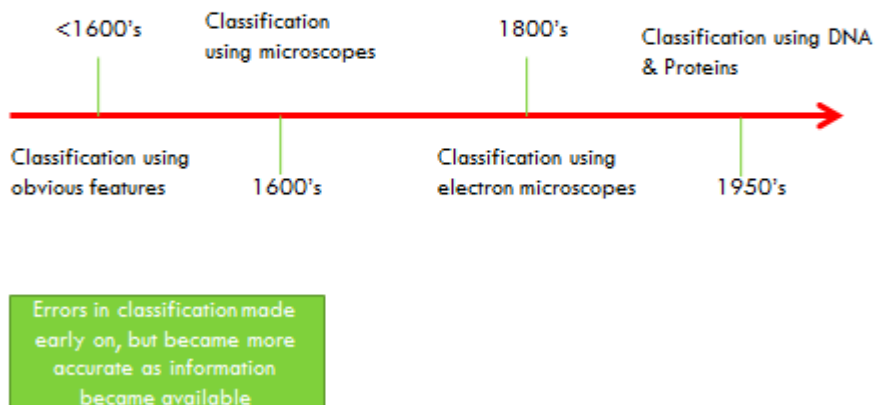 <1600's
Classification
using microscopes
1800's
Classification using DNA
& Proteins
Classification using
obvious features
1600's
Classification using
electron microscopes
1950's
Errors in classification made
early on, but became more
accurate as information
became available